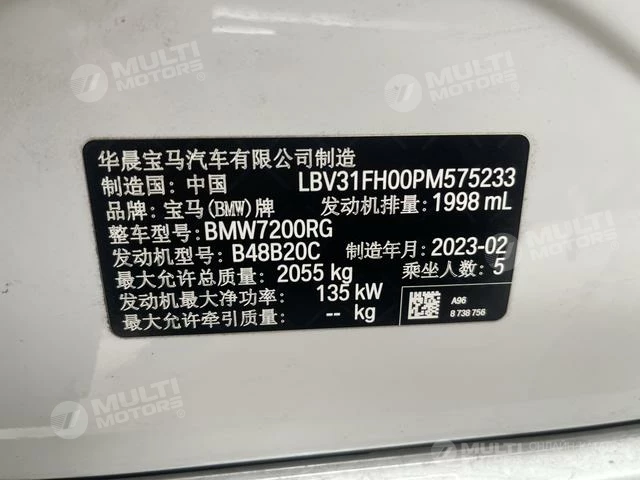 华晨宝马汽车有限公司制造
制造国：中国 LBV31FH00PM575233
品牌：宝马(BMW)牌 发动机排量：1998 mL
整车型号：BMW7200RG
发动机型号：B48B20C 制造年月：2023-02
最大允许总质量：2055 kg 乘坐人数：5
发动机最大净功率：135 kW
最大允许牵引质量：-- kg
A96
8 738 756
MULTI MOTORS
MULTI MOTORS
MULTI MOTORS
MULTI MOTORS
MULTI MOTORS